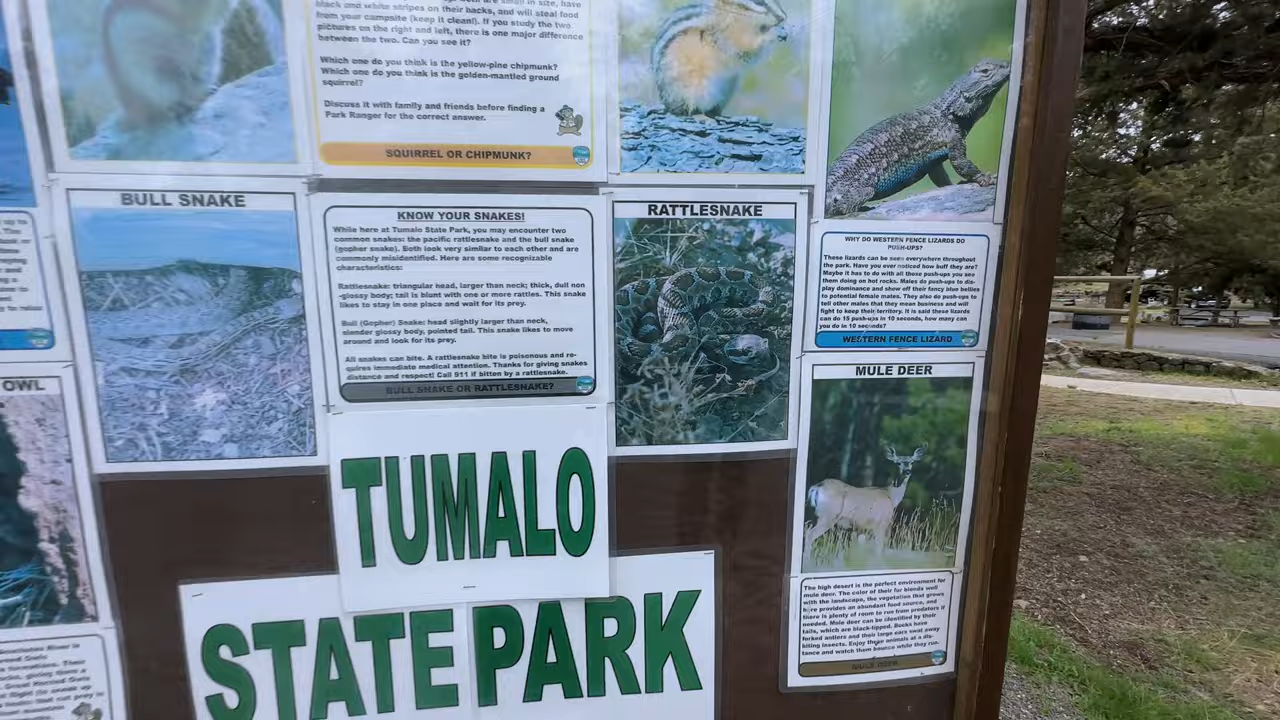 black and white stripes on their backs, and will steal food
from your campsite (keep it clean!). If you study the two
pictures on the right and left, there is one major difference
between the two. Can you see it?
Which one do you think is the yellow-pine chipmunk?
Which one do you think is the golden-mantled ground
squirrel?
Discuss it with family and friends before finding a
Park Ranger for the correct answer.
SQUIRREL OR CHIPMUNK?
BULL SNAKE
KNOW YOUR SNAKES!
While here at Tumalo State Park, you may encounter two
common snakes: the pacific rattlesnake and the bull snake
(gopher snake). Both look very similar to each other and are
commonly misidentified. Here are some recognizable
characteristics:
Rattlesnake: triangular head, larger than neck; thick, dull non
-glossy body; tail is blunt with one or more rattles. This snake
likes to stay in place and wait for its prey.
Bull (Gopher) Snake: head slightly larger than neck,
slender glossy body, pointed tail. This snake likes to move
around and look for its prey.
All snakes can bite. A rattlesnake bite is poisonous and re-
quires immediate medical attention. Thanks for giving snakes
distance and respect! Call 911 if bitten by a rattlesnake.
BULL SNAKE OR RATTLESNAKE?
RATTLESNAKE
WHY DO WESTERN FENCE LIZARDS DO
PUSH-UPS?
These lizards can be seen everywhere throughout
the park. Have you ever noticed how buff they are?
Maybe it has to do with all these push-ups you see
them doing on hot rocks. Males do push-ups to dis-
play dominance and show off their fancy blue bellies
to potential female mates. They also do push-ups to
tell other males that they mean business and will
fight to keep their territory. It is said these lizards
can do 15 push-ups in 10 seconds, how many can
you do in 10 seconds?
WESTERN FENCE LIZARD
OWL
MULE DEER
The high desert is the perfect environment for
mule deer. The color of their fur blends well
with the landscape, the vegetation that grows
here provides an abundant food source, and
there is plenty of room to run from predators if
needed. Mule deer can be identified by their
tails, which are black-tipped. Bucks have
forked antlers and their large ears swat away
biting insects. Enjoy these animals at a dis-
tance and watch them bounce while they run.
MULE DEER
TUMALO
STATE PARK